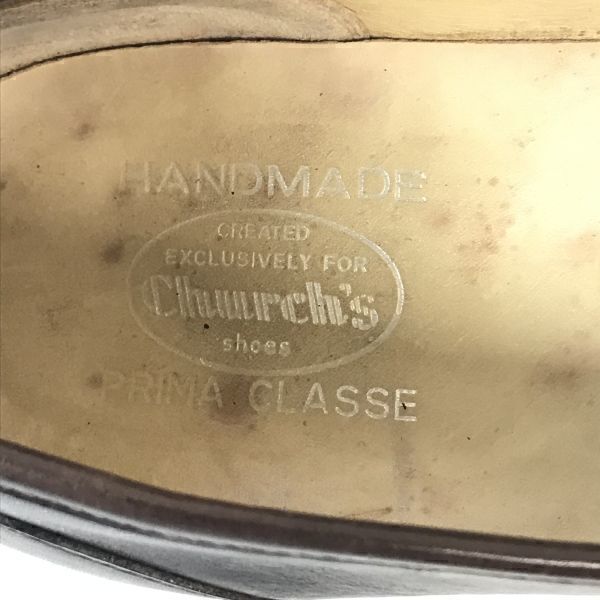 HANDMADE
CREATED
EXCLUSIVELY FOR
Church's
shoes
PRIMA CLASSE